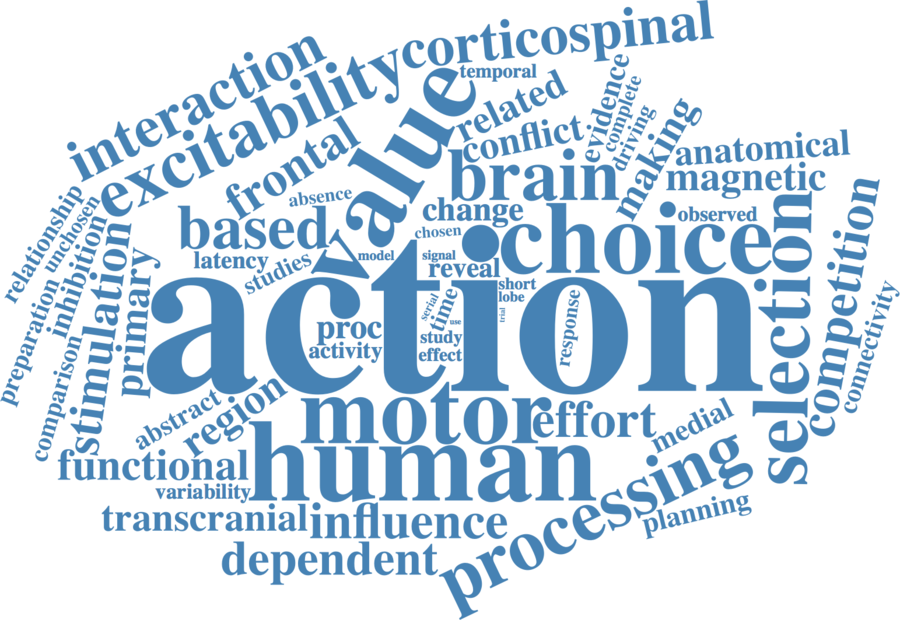 corticospinal
interaction
excitability
temporal
value
related
evidence
complete
driving
conflict
making
frontal
anatomical
brain
magnetic
absence
relationship
unchosen
based
change
observed
choice
chosen
inhibition
stimulation
latency
studies
model
signal
reveal
primary
action
short
lobe
serial
time
use
trial
response
selection
competition
connectivity
preparation
comparison
proc
activity
study
effect
abstract
region
motor
effort
medial
functional
human
variability
processing
planning
transcranial
influence
dependent